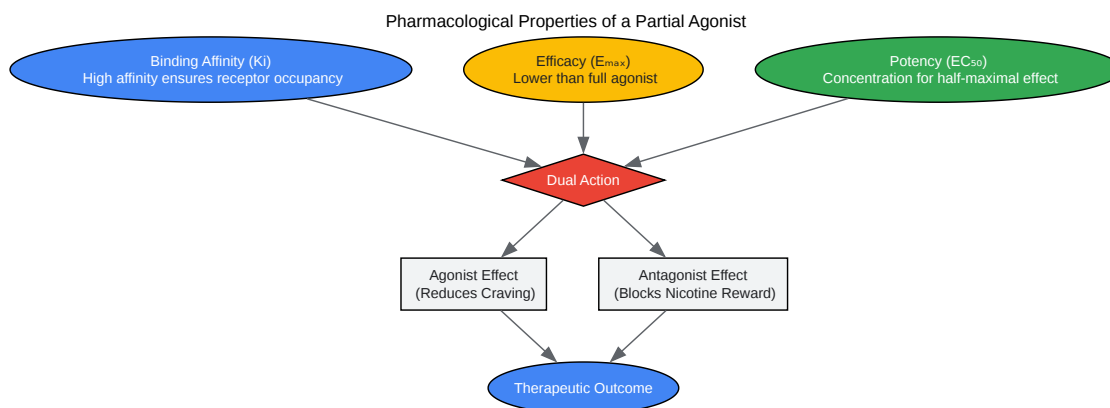 Pharmacological Properties of a Partial Agonist
Binding Affinity (Ki)
High affinity ensures receptor occupancy
Efficacy (Eₘₐₓ)
Lower than full agonist
Potency (EC₅₀)
Concentration for half-maximal effect
Dual Action
Agonist Effect
(Reduces Craving)
Antagonist Effect
(Blocks Nicotine Reward)
Therapeutic Outcome